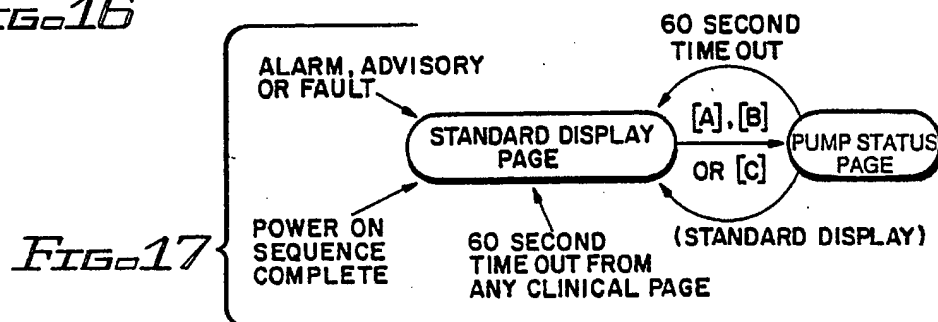 FIG. 16
FIG. 17
ALARM, ADVISORY
OR FAULT
POWER ON
SEQUENCE
COMPLETE
STANDARD DISPLAY
PAGE
60 SECOND
TIME OUT FROM
ANY CLINICAL PAGE
60 SECOND
TIME OUT
[A], [B]
OR [C]
PUMP STATUS
PAGE
(STANDARD DISPLAY)